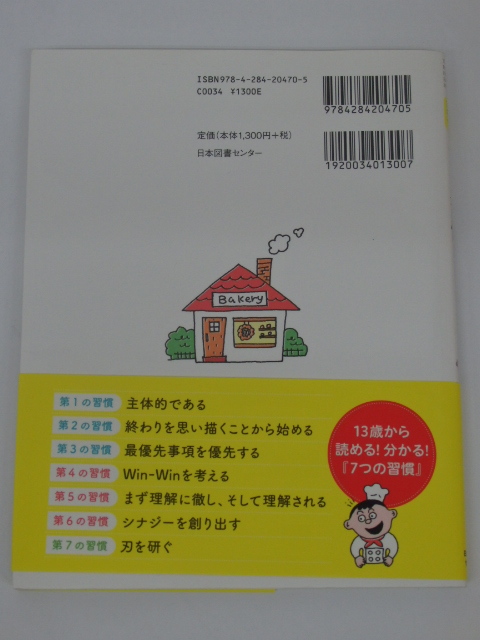 ISBN978-4-284-20470-5
C0034 ¥1300E
9784284204705
定価(本体1,300円+税)
日本図書センター
1920034013007
Bakery
第1の習慣 主体的である
第2の習慣 終わりを思い描くことから始める
第3の習慣 最優先事項を優先する
第4の習慣 Win-Winを考える
第5の習慣 まず理解に徹し、そして理解される
第6の習慣 シナジーを創り出す
第7の習慣 刃を研ぐ
13歳から
読める!分かる!
『7つの習慣』